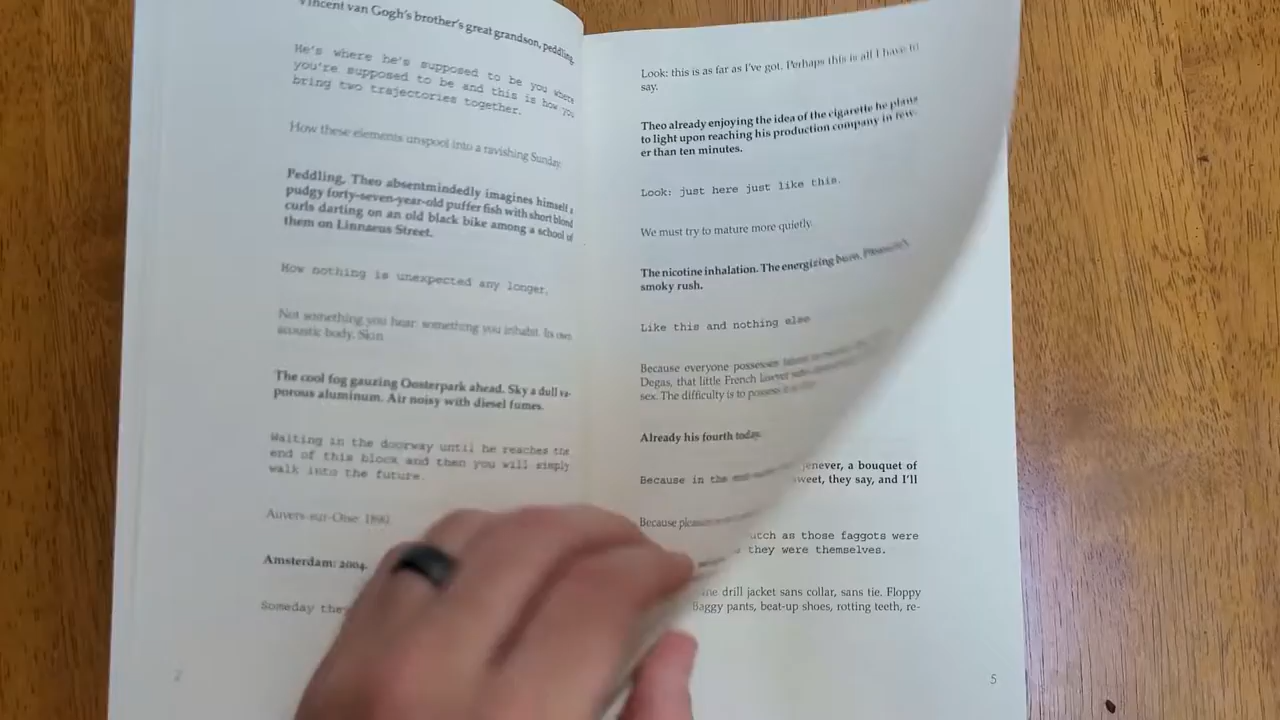 Vincent van Gogh's brother's great grandson, peddling.
He's where he's supposed to be you where
you're supposed to be and this is how you
bring two trajectories together.
How these elements unspool into a ravishing Sunday.
Peddling, Theo absentmindedly imagines himself a
pudgy forty-seven-year-old puffer fish with short blond
curls darting on an old black bike among a school of
them on Linnaeus Street.
How nothing is unexpected any longer.
Not something you hear: something you inhabit. Its own
acoustic body. Skin
The cool fog gauzing Oosterpark ahead. Sky a dull va-
porous aluminum. Air noisy with diesel fumes.
Waiting in the doorway until he reaches the
end of this block and then you will simply
walk into the future.
Auvers-sur-Oise: 1890.
Amsterdam: 2004.
Someday they
2
Look: this is as far as I've got. Perhaps this is all I have to
say.
Theo already enjoying the idea of the cigarette he plans
to light upon reaching his production company in few-
er than ten minutes.
Look: just here just like this.
We must try to mature more quietly
The nicotine inhalation. The energizing burn.
smoky rush.
Like this and nothing else
Because everyone possesses talent
Degas, that little French lawyer
sex. The difficulty is to possess it
Already his fourth today.
Because in the
jenever, a bouquet of
weet, they say, and I'll
Because
utch as those faggots were
they were themselves.
ine drill jacket sans collar, sans tie. Floppy
Baggy pants, beat-up shoes, rotting teeth, re-
5